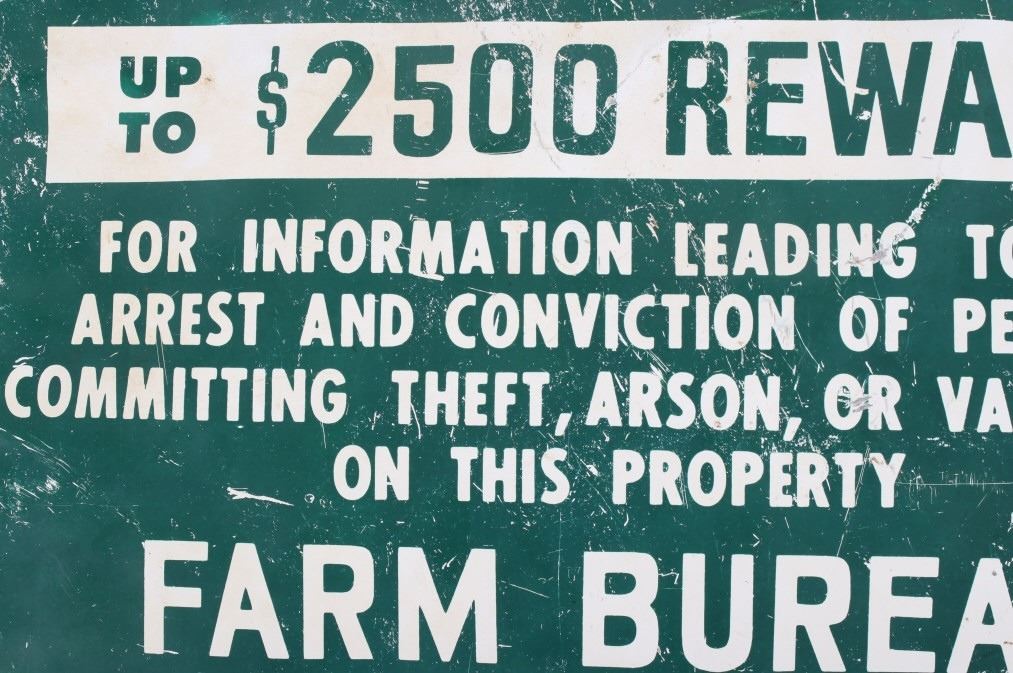 UP TO $2500 REWA
FOR INFORMATION LEADING TO
ARREST AND CONVICTION OF PE
COMMITTING THEFT, ARSON, OR VA
ON THIS PROPERTY
FARM BUREA